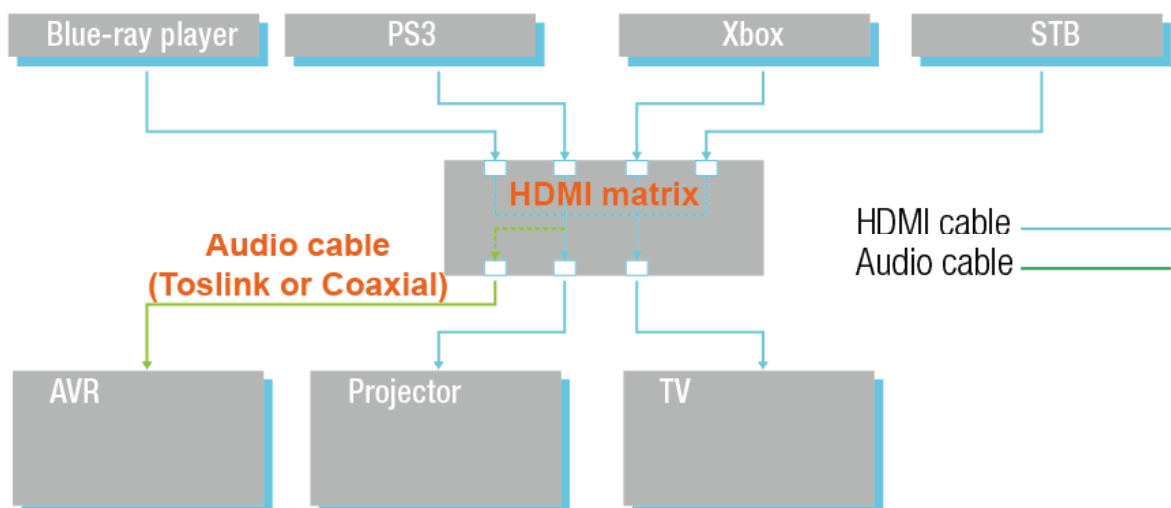 Blue-ray player
PS3
Xbox
STB
HDMI matrix
HDMI cable
Audio cable
Audio cable
(Toslink or Coaxial)
AVR
Projector
TV